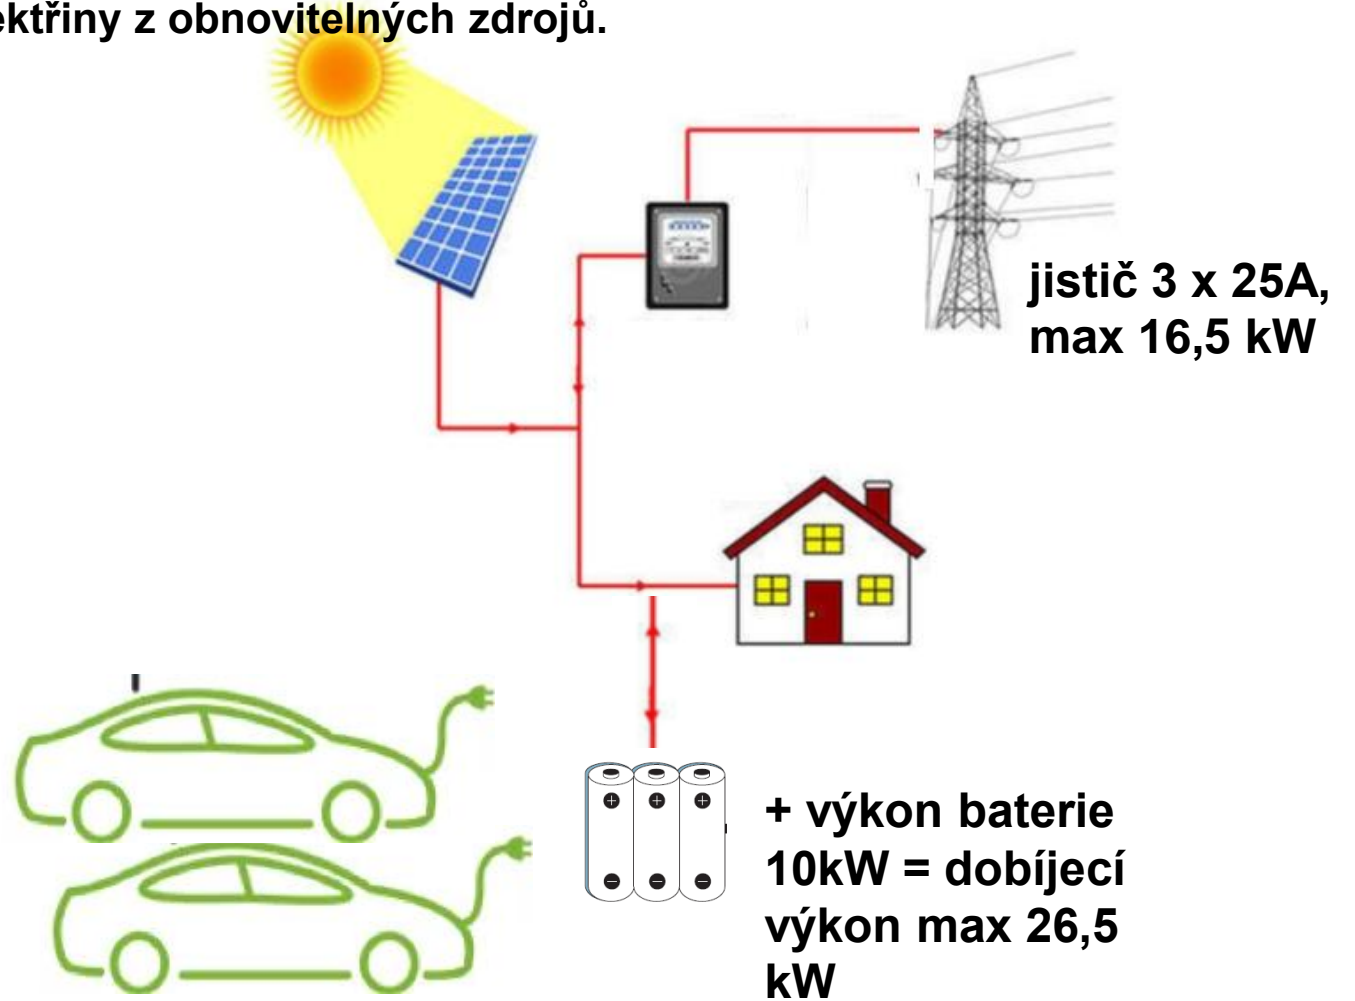 ektřiny z obnovitelných zdrojů.
jistič 3 x 25A,
max 16,5 kW
+ výkon baterie
10kW = dobíjecí
výkon max 26,5
kW